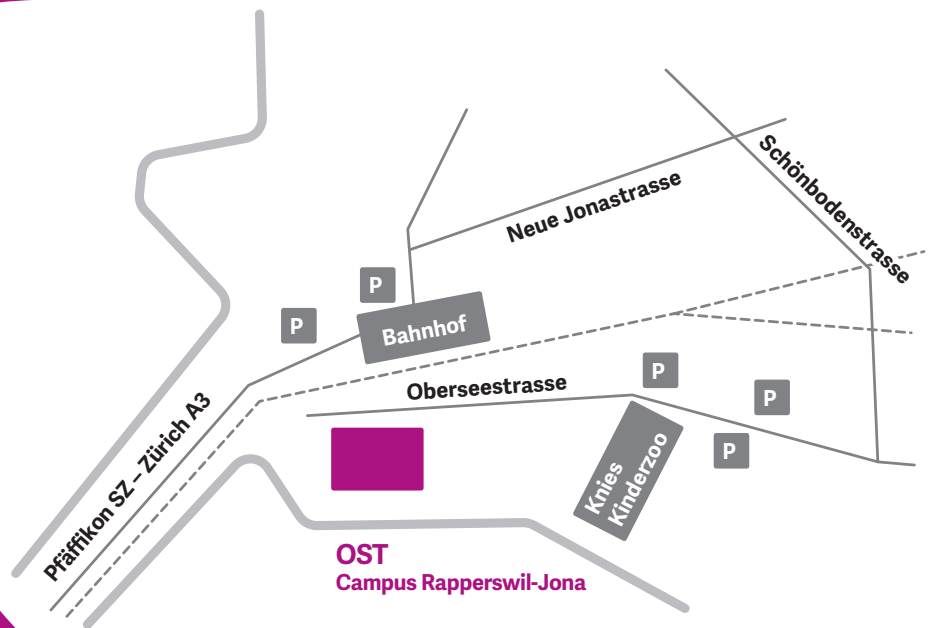 Schönbodenstrasse
Neue Jonastrasse
P
P
Bahnhof
P
Oberseestrasse
P
P
Pfäffikon SZ – Zürich A3
Knies
Kinderzoo
OST
Campus Rapperswil-Jona